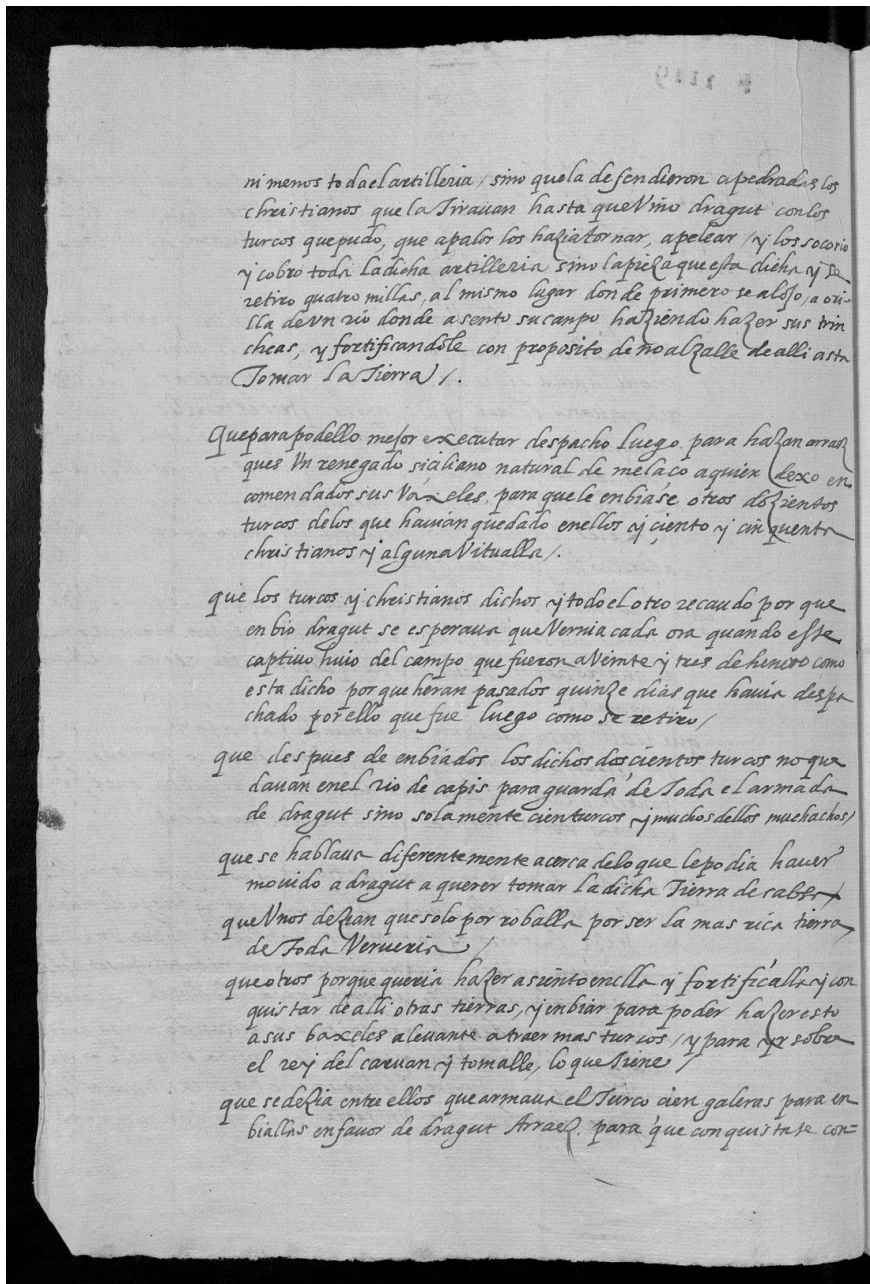 ni menos toda el artilleria / sino que la defendieron a pedradas los
christianos que la Tirauan hasta que Vino dragut con los
turcos que pudo, que a palos los hazia tornar, a pelear / y los socorio
y cobro toda la dicha artilleria sino la pieza que esta dicha y se
retiro quatro millas, al mismo lugar donde primero se alojo, a ori-
lla de Vn rio donde asento su canpo haziendo hazer sus trin
cheas, y fortificandole con proposito de no alzalle de alli asta
Tomar la Tierra /.
Que para podello mejor executar despacho luego para hazan arraez
ques Vn renegado siciliano natural de melaço a quien dexo en
comendados sus Vaxeles, para que le enbiase otros dozientos
turcos de los que hauian quedado en ellos y ciento y cinquenta
christianos y alguna Vitualla /.
que los turcos y christianos dichos y todo el otro recaudo por que
enbio dragut se esperaua que Vernia cada ora quando este
captiuo huio del campo que fueron a Veinte y tres de henero como
esta dicho porque heran pasados quinze dias que hauia despa
chado por ello que fue luego como se retiro /
que despues de enbiados los dichos doscientos turcos no que
dauan en el rio de capis para guarda de Toda el armada
de dragut sino solamente cien turcos y muchos dellos muchachos /
que se hablaua diferentemente acerca de lo que le podia hauer
mouido a dragut a querer tomar la dicha Tierra de cabsa
que Vnos dezian que solo por roballa por ser la mas rica tierra
de Toda Verueria /
que otros porque queria hazer asiento en ella y fortificalla y con
quistar de alli otras tierras, y enbiar para poder hazer esto
a sus baxeles a leuante a traer mas turcos / y para yr sobre
el rey del caruan y tomalle, lo que Tiene /
que se dezia entre ellos que armaua el Turco cien galeras para en
biallas en fauor de dragut Arraez. para que conquistase con=